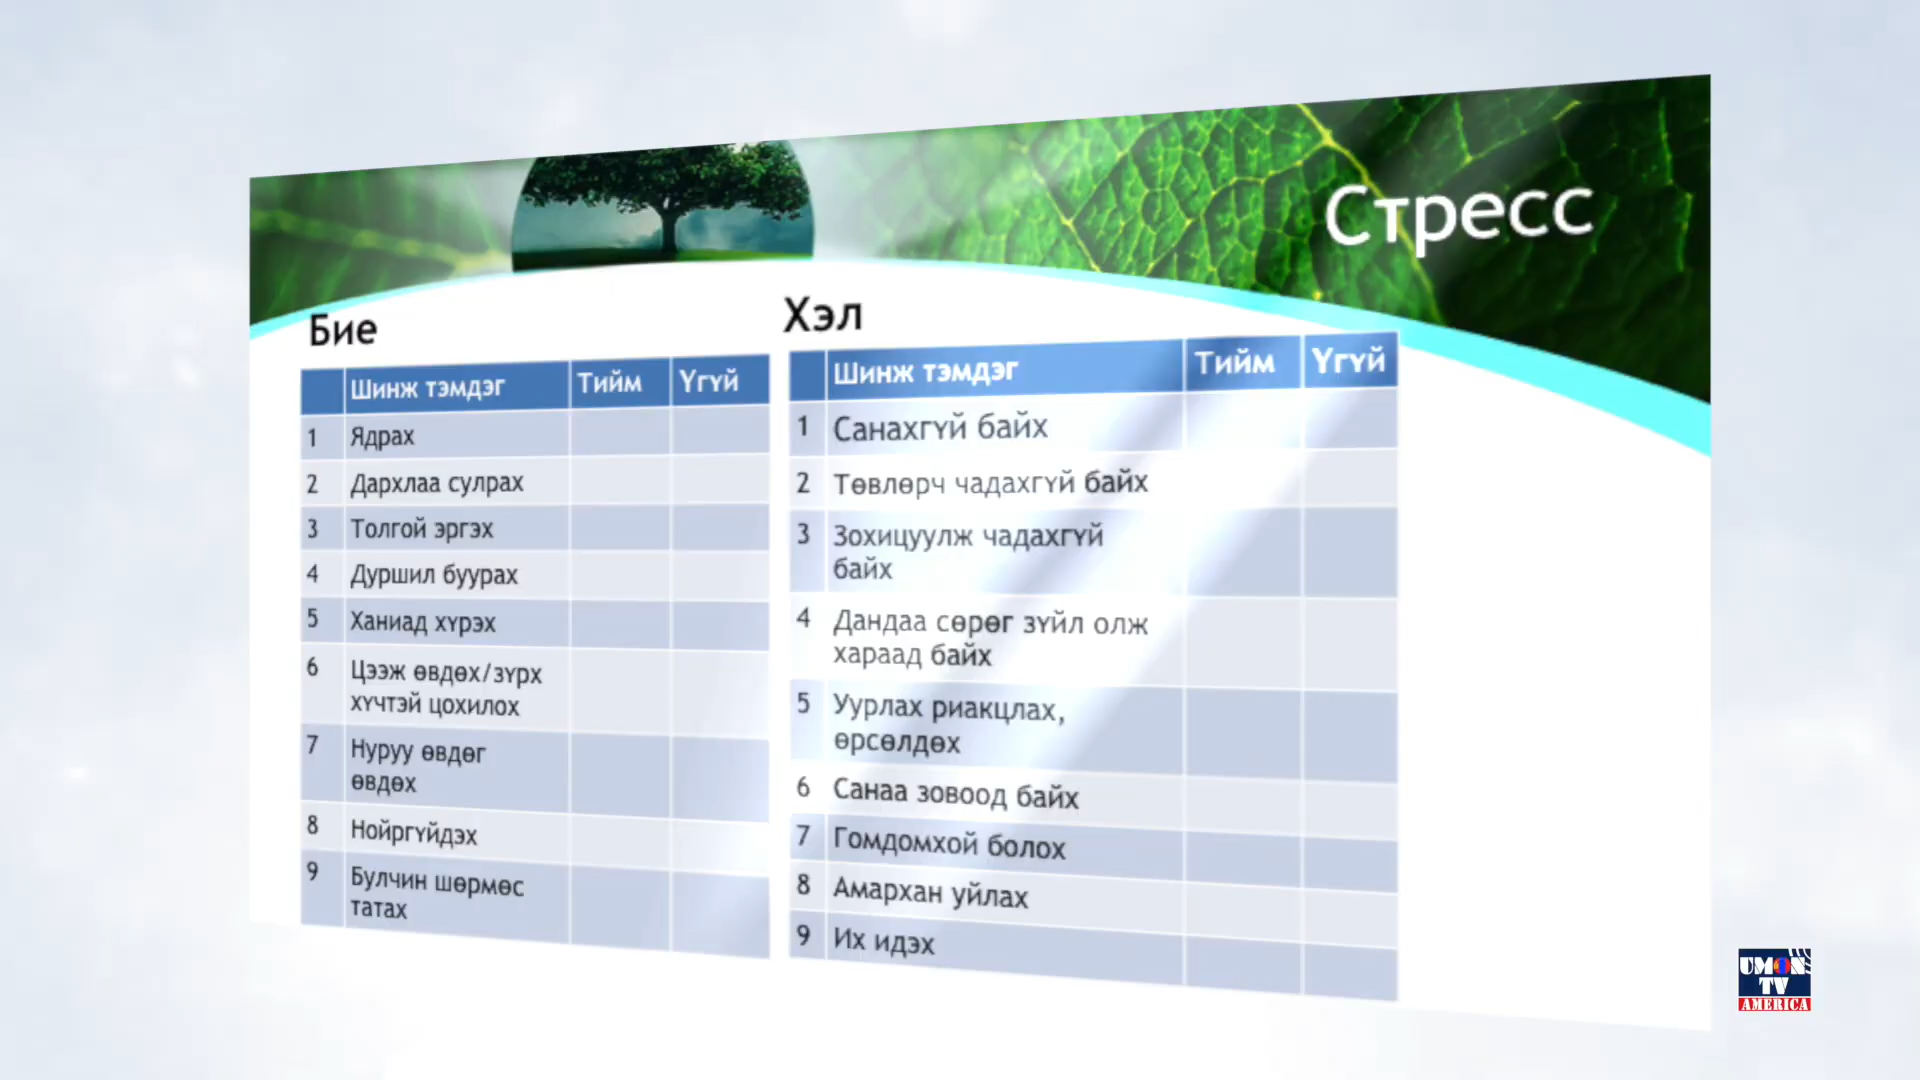 Стресс
Бие
Шинж тэмдэг Тийм Үгүй
1 Ядрах
2 Дархлаа сулрах
3 Толгой эргэх
4 Дуршил буурах
5 Ханиад хүрэх
6 Цээж өвдөх/зүрх
хүчтэй цохилох
7 Нуруу өвдөг
өвдөх
8 Нойргүйдэх
9 Булчин шөрмөс
татах
Хэл
Шинж тэмдэг Тийм Үгүй
1 Санахгүй байх
2 Төвлөрч чадахгүй байх
3 Зохицуулж чадахгүй
байх
4 Дандаа сөрөг зүйл олж
хараад байх
5 Уурлах риакцлах,
өрсөлдөх
6 Санаа зовоод байх
7 Гомдомхой болох
8 Амархан уйлах
9 Их идэх
UMON
TV
AMERICA